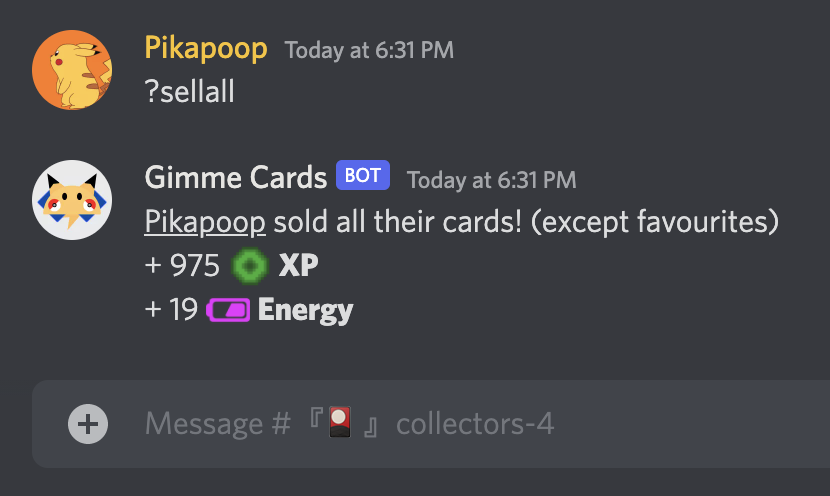 Pikapoop Today at 6:31 PM
?sellall
Gimme Cards BOT Today at 6:31 PM
Pikapoop sold all their cards! (except favourites)
+ 975 XP
+ 19 Energy
Message # 『🎴』 collectors-4